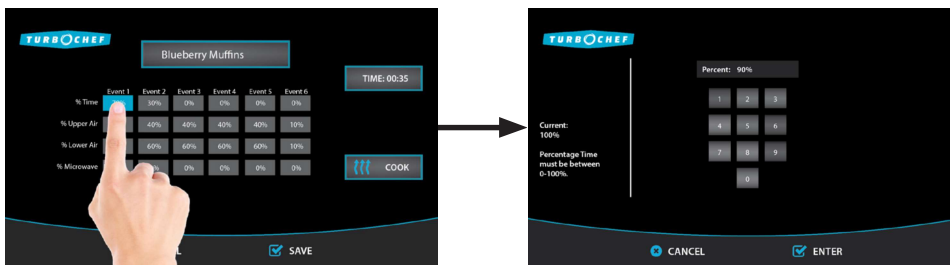 TURBOCHEF
Blueberry Muffins
TIME: 00:35
Event 1 Event 2 Event 3 Event 4 Event 5 Event 6
% Time 30% 0% 0% 0% 0%
% Upper Air 40% 40% 40% 40% 10%
% Lower Air 60% 60% 60% 60% 10%
% Microwave 0% 0% 0% 0%
COOK
SAVE
TURBOCHEF
Percent: 90%
1 2 3
Current:
100%
4 5 6
Percentage Time
must be between
0-100%.
7 8 9
0
CANCEL
ENTER